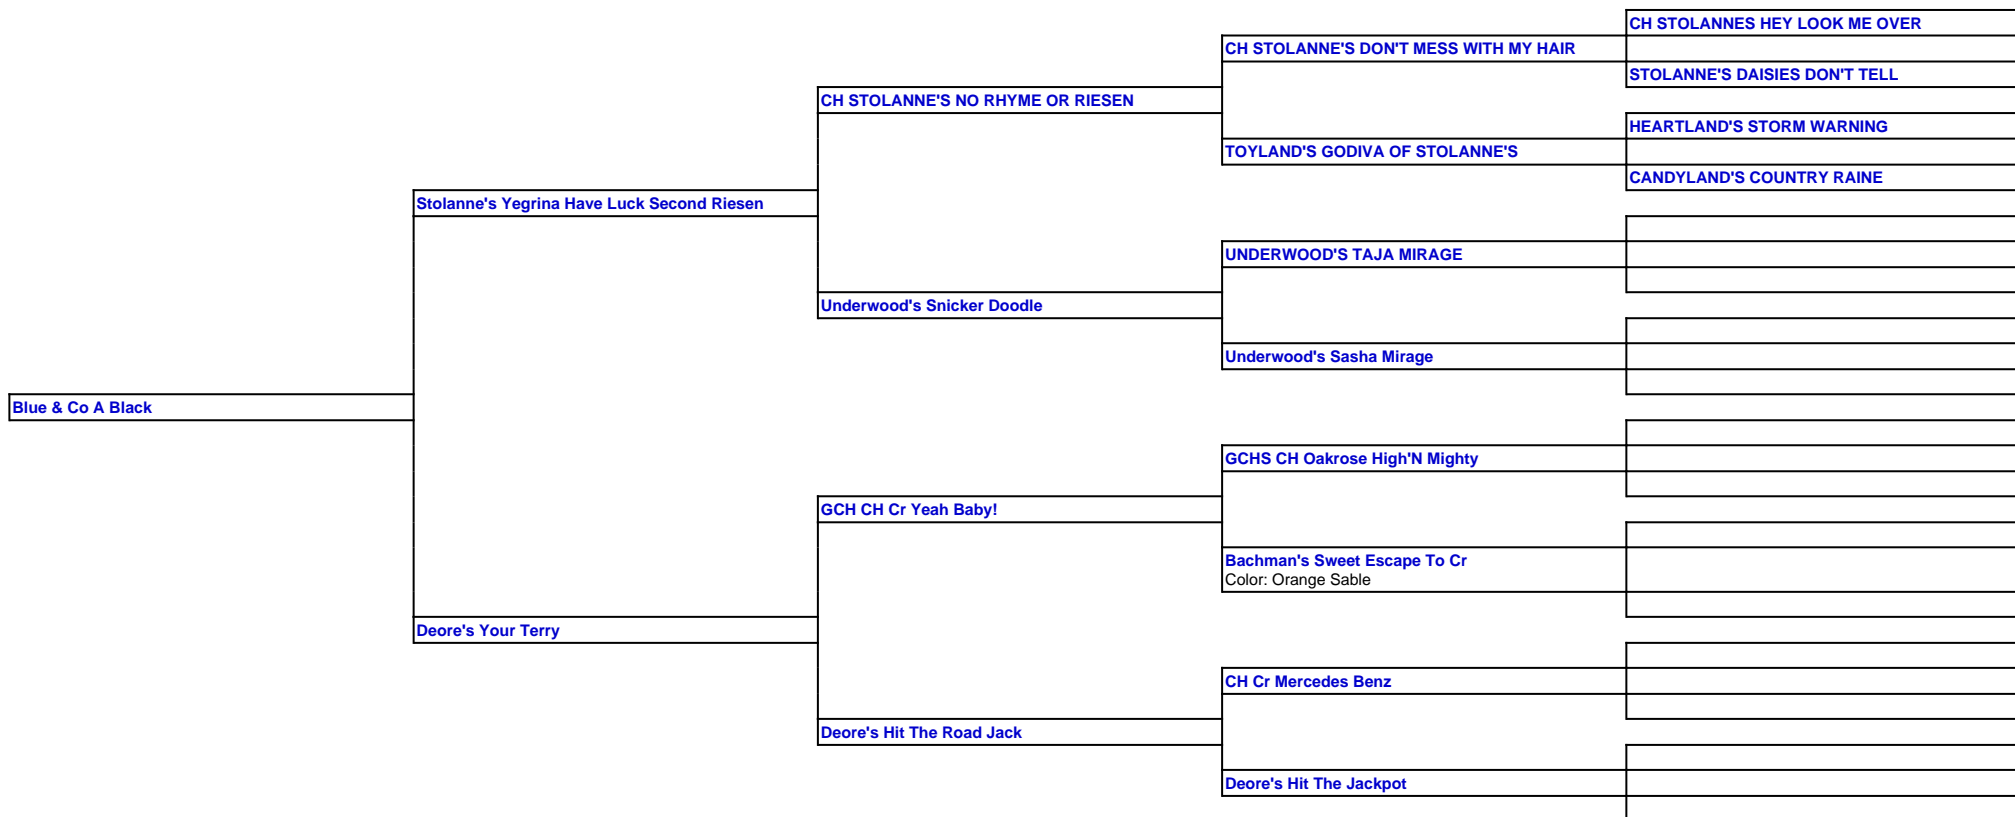 CH STOLANNES HEY LOOK ME OVER
CH STOLANNE'S DON'T MESS WITH MY HAIR
STOLANNE'S DAISIES DON'T TELL
CH STOLANNE'S NO RHYME OR RIESEN
HEARTLAND'S STORM WARNING
TOYLAND'S GODIVA OF STOLANNE'S
CANDYLAND'S COUNTRY RAINE
Stolanne's Yegrina Have Luck Second Riesen
UNDERWOOD'S TAJA MIRAGE
Underwood's Snicker Doodle
Underwood's Sasha Mirage
Blue & Co A Black
GCHS CH Oakrose High'N Mighty
GCH CH Cr Yeah Baby!
Bachman's Sweet Escape To Cr
Color: Orange Sable
Deore's Your Terry
CH Cr Mercedes Benz
Deore's Hit The Road Jack
Deore's Hit The Jackpot